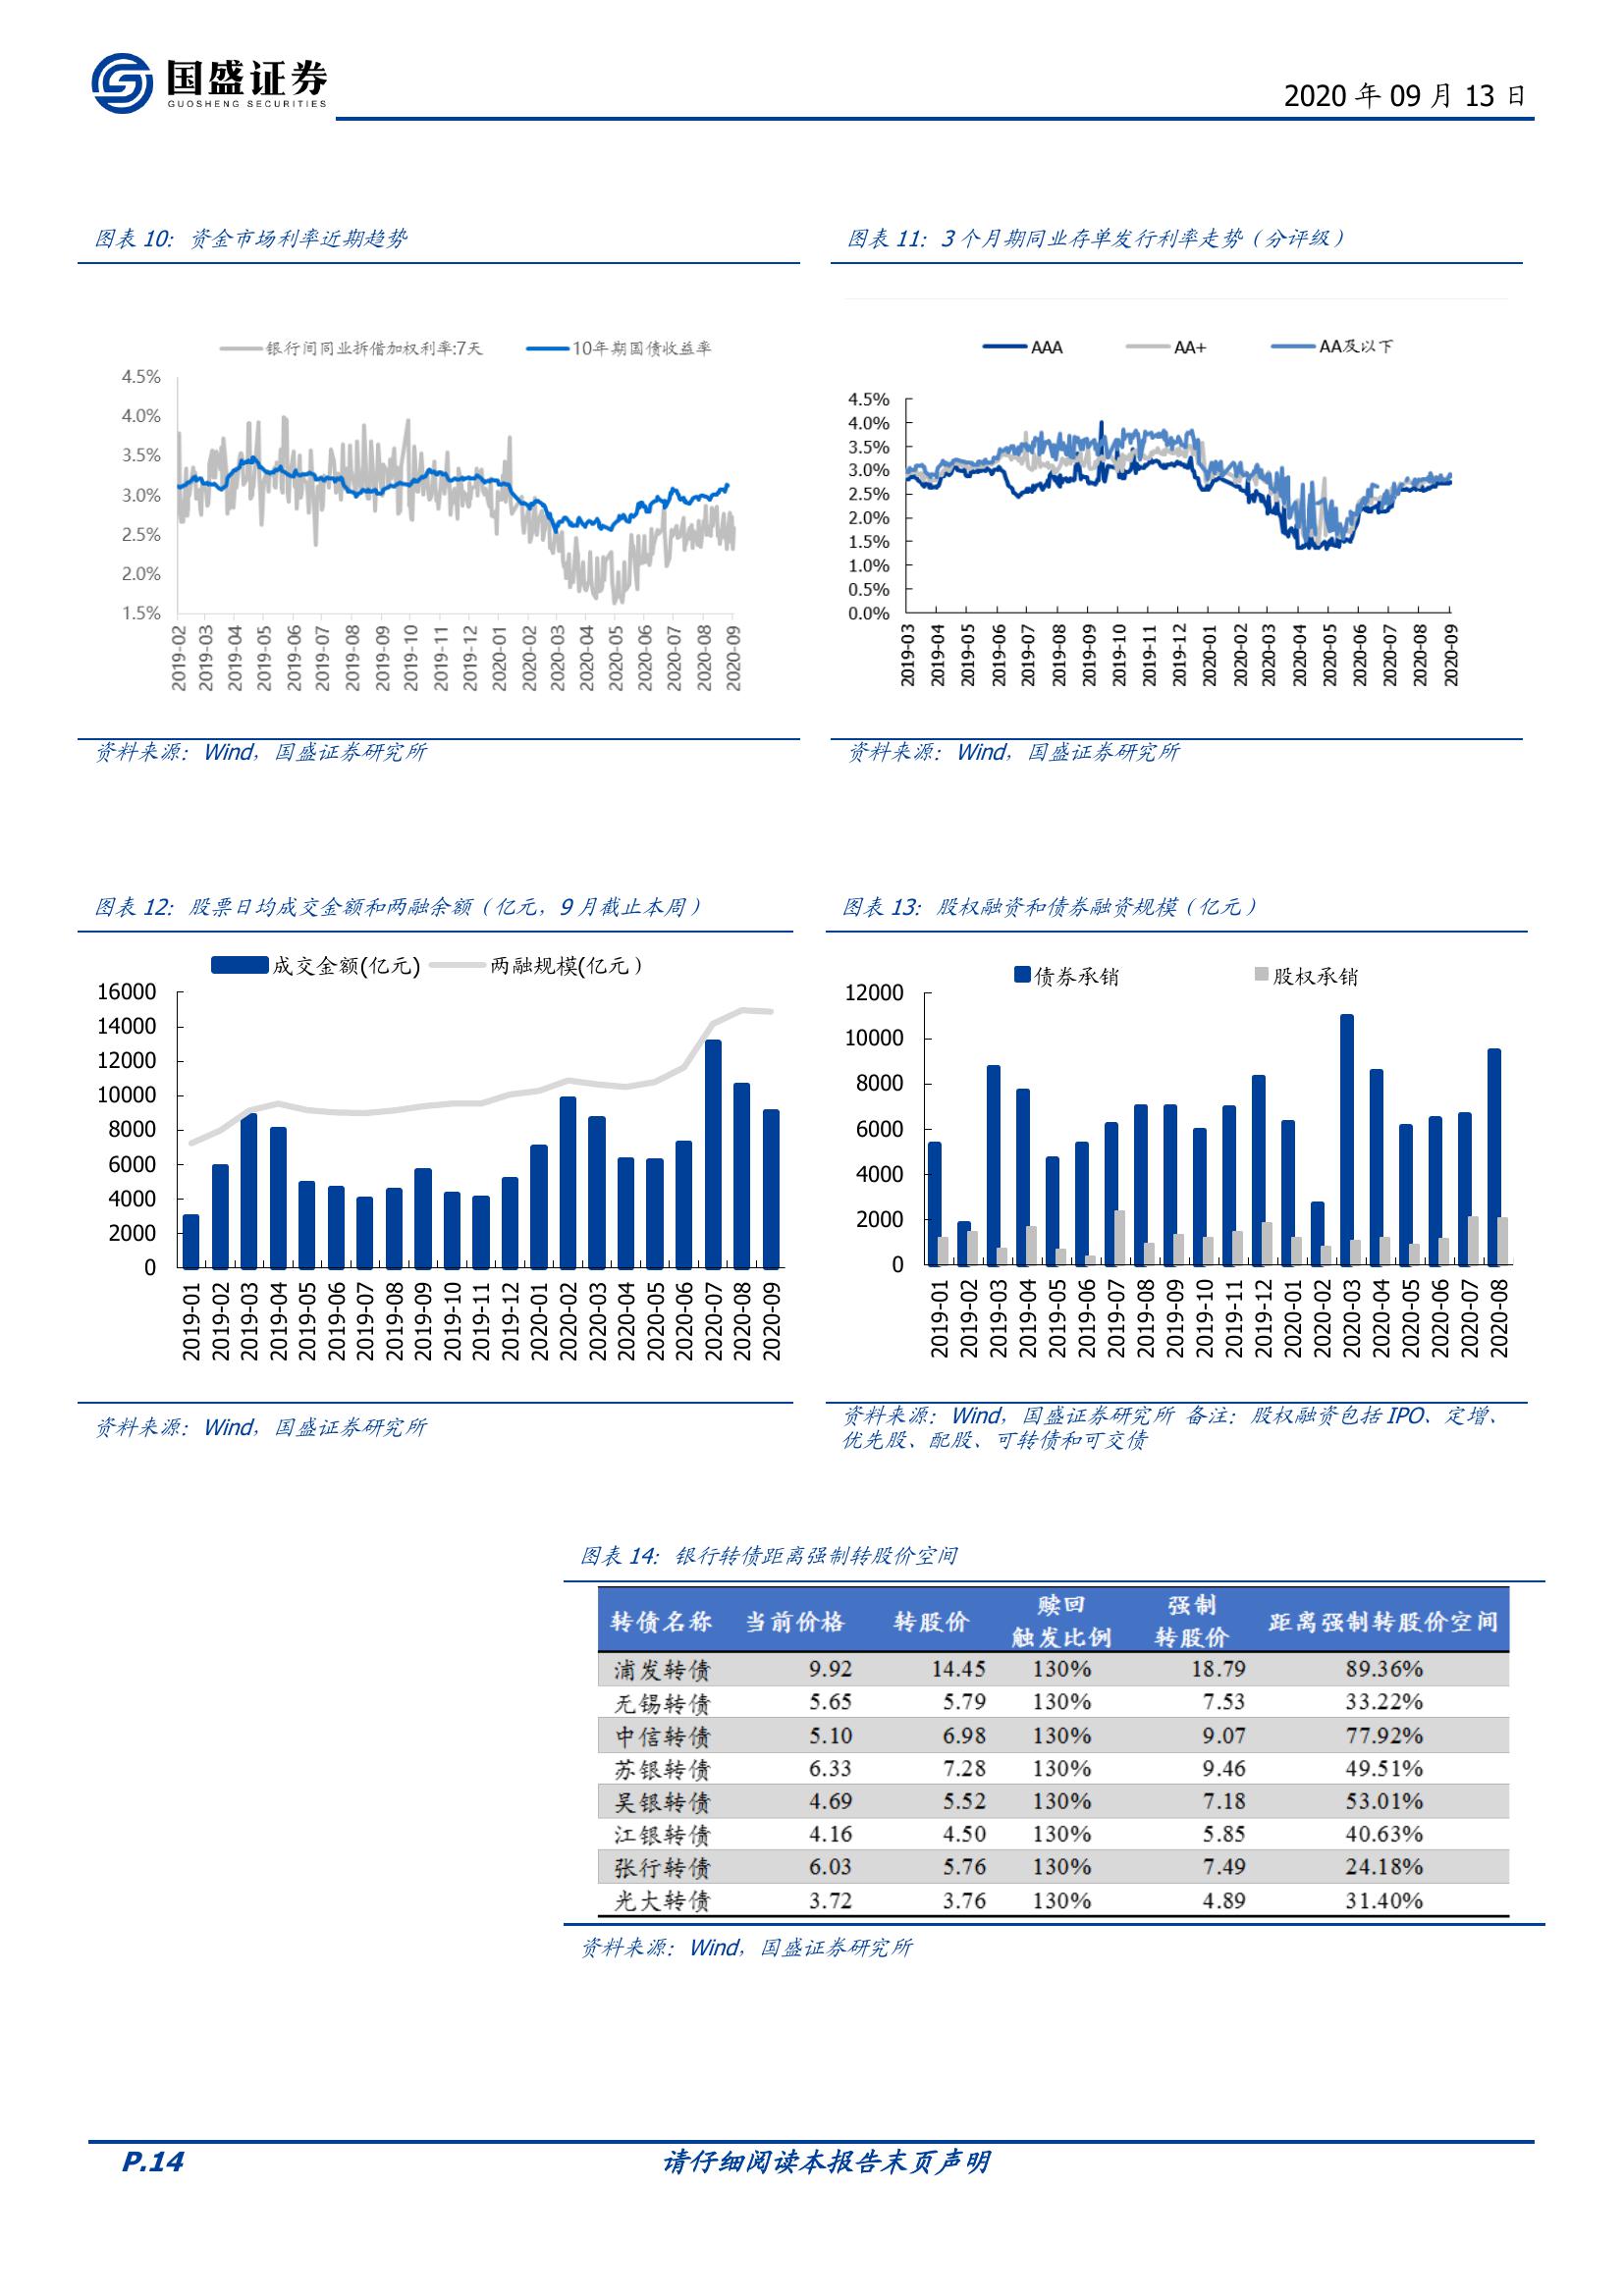 国盛证券
GUOSHENG SECURITIES
2020 年 09 月 13 日
图表 10：资金市场利率近期趋势
银行间同业拆借加权利率:7天 10年期国债收益率
4.5%
4.0%
3.5%
3.0%
2.5%
2.0%
1.5%
2019-02 2019-03 2019-04 2019-05 2019-06 2019-07 2019-08 2019-09 2019-10 2019-11 2019-12 2020-01 2020-02 2020-03 2020-04 2020-05 2020-06 2020-07 2020-08 2020-09
资料来源：Wind，国盛证券研究所
图表 11：3 个月期同业存单发行利率走势（分评级）
AAA AA+ AA及以下
4.5%
4.0%
3.5%
3.0%
2.5%
2.0%
1.5%
1.0%
0.5%
0.0%
2019-03 2019-04 2019-05 2019-06 2019-07 2019-08 2019-09 2019-10 2019-11 2019-12 2020-01 2020-02 2020-03 2020-04 2020-05 2020-06 2020-07 2020-08 2020-09
资料来源：Wind，国盛证券研究所
图表 12：股票日均成交金额和两融余额（亿元，9 月截止本周）
成交金额(亿元) 两融规模(亿元）
16000
14000
12000
10000
8000
6000
4000
2000
0
2019-01 2019-02 2019-03 2019-04 2019-05 2019-06 2019-07 2019-08 2019-09 2019-10 2019-11 2019-12 2020-01 2020-02 2020-03 2020-04 2020-05 2020-06 2020-07 2020-08 2020-09
资料来源：Wind，国盛证券研究所
图表 13：股权融资和债券融资规模（亿元）
债券承销 股权承销
12000
10000
8000
6000
4000
2000
0
2019-01 2019-02 2019-03 2019-04 2019-05 2019-06 2019-07 2019-08 2019-09 2019-10 2019-11 2019-12 2020-01 2020-02 2020-03 2020-04 2020-05 2020-06 2020-07 2020-08
资料来源：Wind，国盛证券研究所 备注：股权融资包括 IPO、定增、
优先股、配股、可转债和可交债
图表 14：银行转债距离强制转股价空间
转债名称 当前价格 转股价 赎回触发比例 强制转股价 距离强制转股价空间
浦发转债 9.92 14.45 130% 18.79 89.36%
无锡转债 5.65 5.79 130% 7.53 33.22%
中信转债 5.10 6.98 130% 9.07 77.92%
苏银转债 6.33 7.28 130% 9.46 49.51%
吴银转债 4.69 5.52 130% 7.18 53.01%
江银转债 4.16 4.50 130% 5.85 40.63%
张行转债 6.03 5.76 130% 7.49 24.18%
光大转债 3.72 3.76 130% 4.89 31.40%
资料来源：Wind，国盛证券研究所
P.14 请仔细阅读本报告末页声明